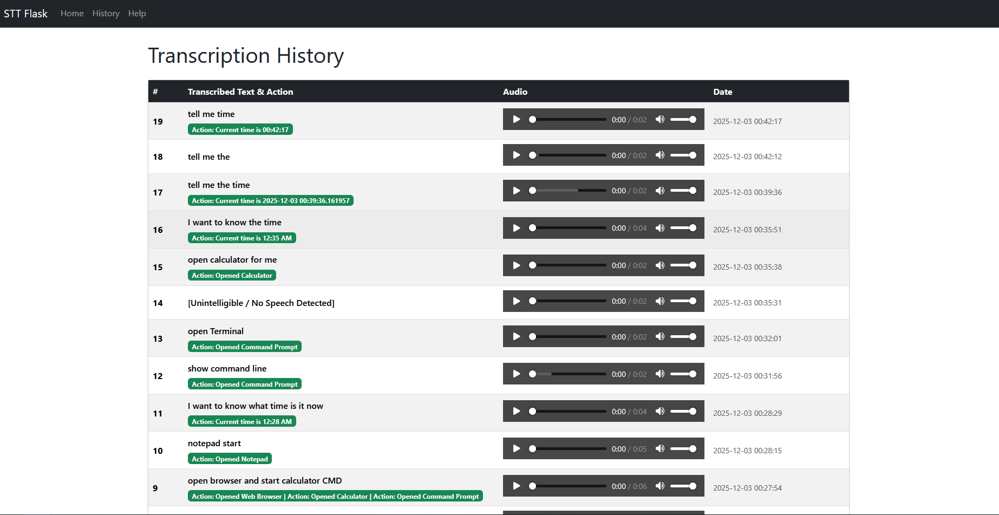 STT Flask Home History Help
Transcription History
# Transcribed Text & Action Audio Date
tell me time
19 0:00 / 0:02 2025-12-03 00:42:17
Action: Current time is 00:42:17
18 tell me the 0:00 / 0:02 2025-12-03 00:42:12
tell me the time
17 0:00 / 0:02 2025-12-03 00:39:36
Action: Current time is 2025-12-03 00:39:36.161957
I want to know the time
16 0:00 / 0:04 2025-12-03 00:35:51
Action: Current time is 12:35 AM
open calculator for me
15 0:00 / 0:02 2025-12-03 00:35:38
Action: Opened Calculator
14 [Unintelligible / No Speech Detected] 0:00 / 0:02 2025-12-03 00:35:31
open Terminal
13 0:00 / 0:02 2025-12-03 00:32:01
Action: Opened Command Prompt
show command line
12 0:00 / 0:02 2025-12-03 00:31:56
Action: Opened Command Prompt
I want to know what time is it now
11 0:00 / 0:04 2025-12-03 00:28:29
Action: Current time is 12:28 AM
notepad start
10 0:00 / 0:05 2025-12-03 00:28:15
Action: Opened Notepad
open browser and start calculator CMD
9 0:00 / 0:06 2025-12-03 00:27:54
Action: Opened Web Browser | Action: Opened Calculator | Action: Opened Command Prompt